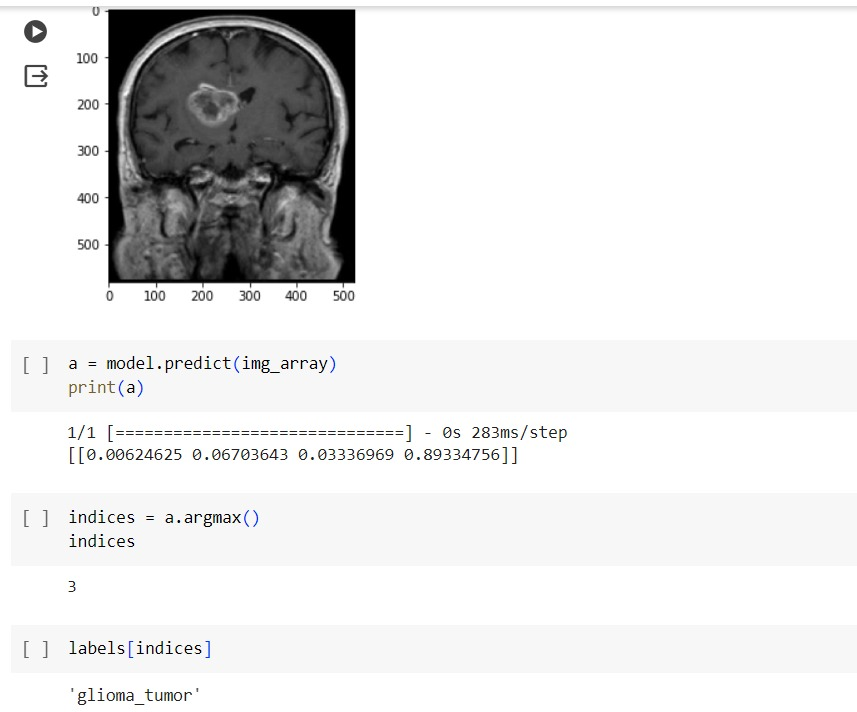 0
100
200
300
400
500
0 100 200 300 400 500
[ ] a = model.predict(img_array)
print(a)
1/1 [==============================] - 0s 283ms/step
[[0.00624625 0.06703643 0.03336969 0.89334756]]
[ ] indices = a.argmax()
indices
3
[ ] labels[indices]
'glioma_tumor'